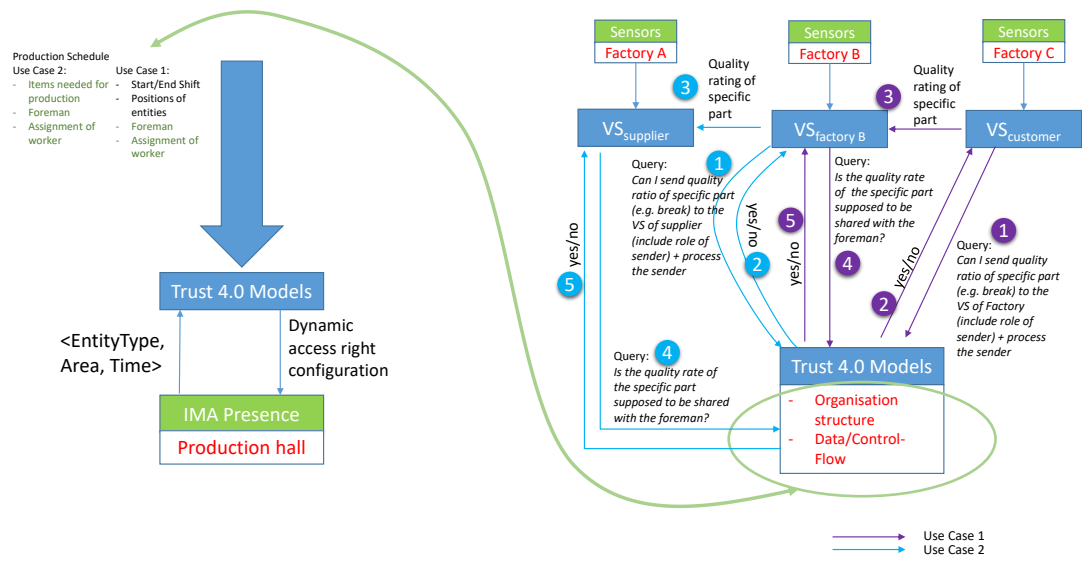 Production Schedule
Use Case 2:
- Items needed for
production
- Foreman
- Assignment of
worker
Use Case 1:
- Start/End Shift
- Positions of
entities
- Foreman
- Assignment of
worker
Trust 4.0 Models
<EntityType,
Area, Time>
Dynamic
access right
configuration
IMA Presence
Production hall
Sensors
Factory A
Sensors
Factory B
Sensors
Factory C
3
Quality
rating of
specific
part
3
Quality
rating of
specific
part
VSsupplier
VSfactory B
VScustomer
Query:
Can I send quality
ratio of specific part
(e.g. break) to the
VS of supplier
(include role of
sender) + process
the sender
1
yes/no
2
Query:
Is the quality rate
of the specific part
supposed to be
shared with the
foreman?
5
yes/no
4
yes/no
2
1
Query:
Can I send quality
ratio of specific part
(e.g. break) to the
VS of Factory
(include role of
sender) + process
the sender
yes/no
5
Query:
4
Is the quality rate of
the specific part
supposed to be shared
with the foreman?
Trust 4.0 Models
- Organisation
structure
- Data/Control-
Flow
Use Case 1
Use Case 2